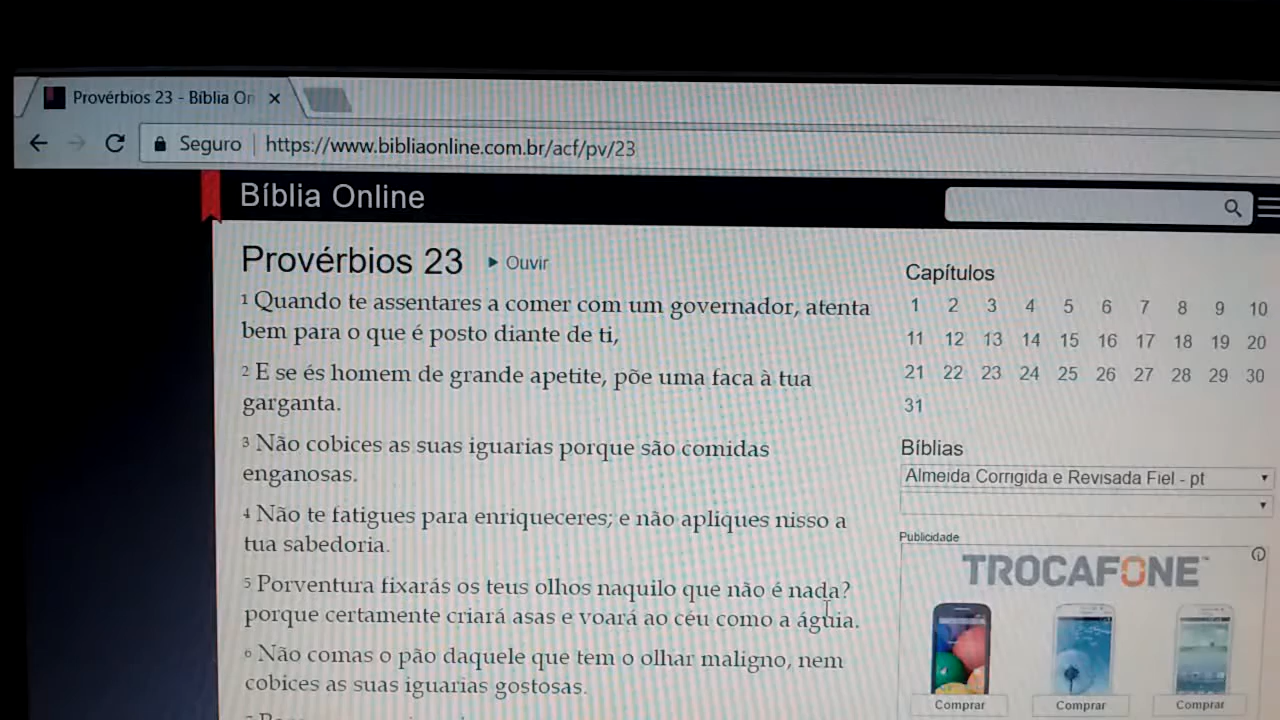 Provérbios 23 - Bíblia On
Seguro | https://www.bibliaonline.com.br/acf/pv/23
Bíblia Online
Provérbios 23 Ouvir
1 Quando te assentares a comer com um governador, atenta
bem para o que é posto diante de ti,
2 E se és homem de grande apetite, põe uma faca à tua
garganta.
3 Não cobices as suas iguarias porque são comidas
enganosas.
4 Não te fatigues para enriqueceres; e não apliques nisso a
tua sabedoria.
5 Porventura fixarás os teus olhos naquilo que não é nada?
porque certamente criará asas e voará ao céu como a águia.
6 Não comas o pão daquele que tem o olhar maligno, nem
cobices as suas iguarias gostosas.
Capítulos
1 2 3 4 5 6 7 8 9 10
11 12 13 14 15 16 17 18 19 20
21 22 23 24 25 26 27 28 29 30
31
Bíblias
Almeida Corrigida e Revisada Fiel - pt
Publicidade
TROCAFONE™
Comprar Comprar Comprar